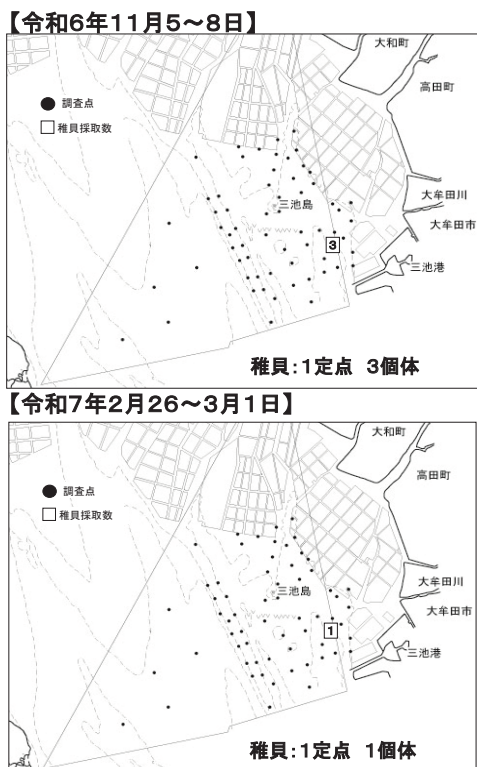 【令和6年11月5~8日】
大和町
高田町
● 調査点
□ 稚貝採取数
三池島
大牟田川
大牟田市
3
三池港
稚貝:1定点 3個体
【令和7年2月26~3月1日】
大和町
高田町
● 調査点
□ 稚貝採取数
三池島
大牟田川
大牟田市
1
三池港
稚貝:1定点 1個体